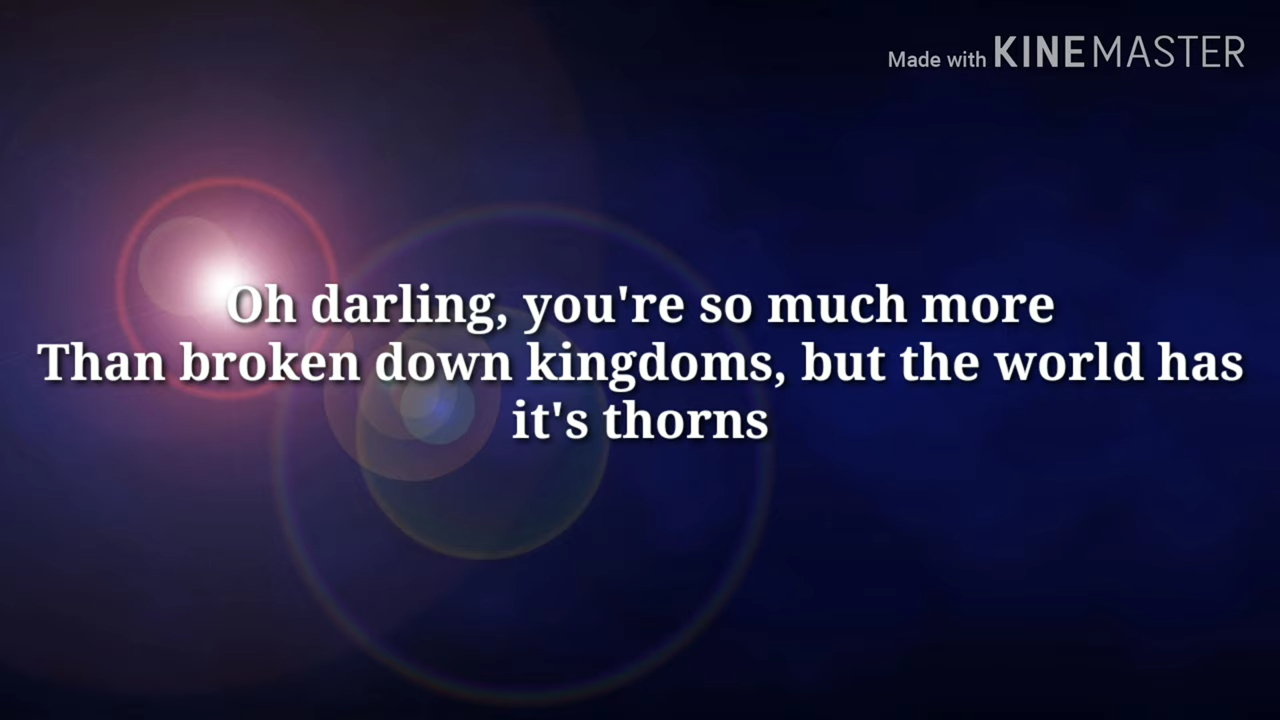 Made with KINEMASTER
Oh darling, you're so much more
Than broken down kingdoms, but the world has
it's thorns